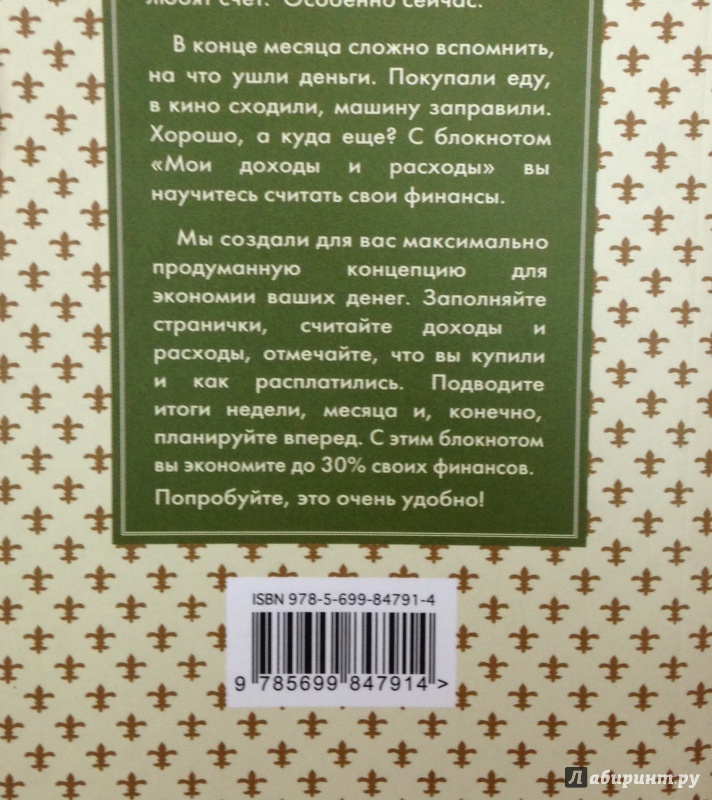 любят счет. Особенно сейчас.
В конце месяца сложно вспомнить,
на что ушли деньги. Покупали еду,
в кино сходили, машину заправили.
Хорошо, а куда еще? С блокнотом
«Мои доходы и расходы» вы
научитесь считать свои финансы.
Мы создали для вас максимально
продуманную концепцию для
экономии ваших денег. Заполняйте
странички, считайте доходы и
расходы, отмечайте, что вы купили
и как расплатились. Подводите
итоги недели, месяца и, конечно,
планируйте вперед. С этим блокнотом
вы экономите до 30% своих финансов.
Попробуйте, это очень удобно!
ISBN 978-5-699-84791-4
9 785699 847914 >
Лабиринт.ру